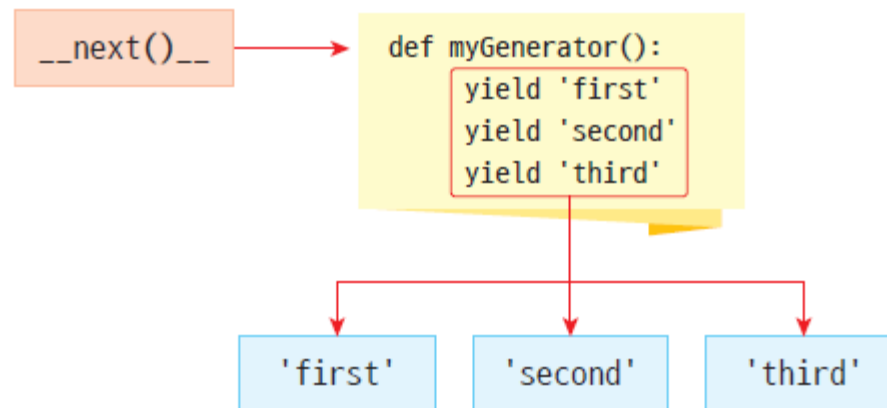 __next()__
def myGenerator():
yield 'first'
yield 'second'
yield 'third'
'first'
'second'
'third'